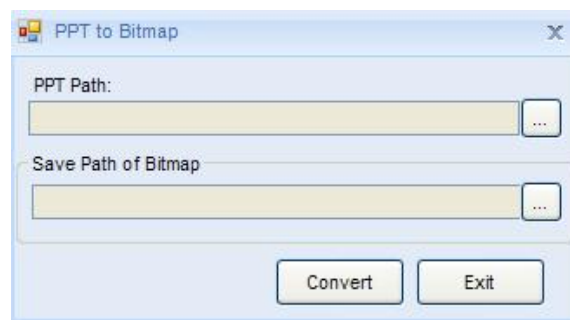 PPT to Bitmap
PPT Path:
...
Save Path of Bitmap
...
Convert Exit